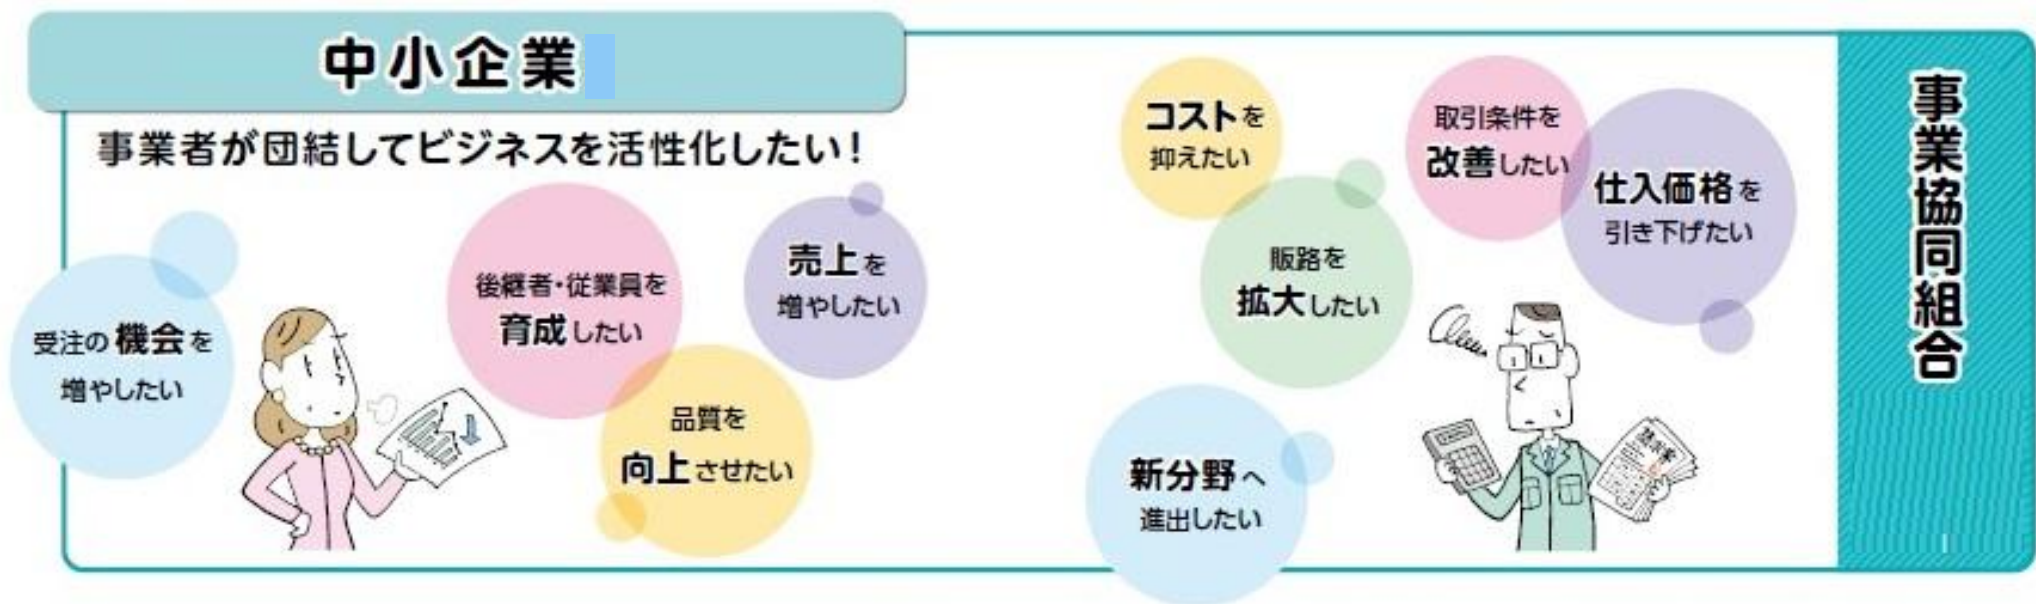 中小企業
事業者が団結してビジネスを活性化したい！
受注の機会を
増やしたい
後継者・従業員を
育成したい
品質を
向上させたい
売上を
増やしたい
コストを
抑えたい
販路を
拡大したい
取引条件を
改善したい
仕入価格を
引き下げたい
新分野へ
進出したい
事業協同組合